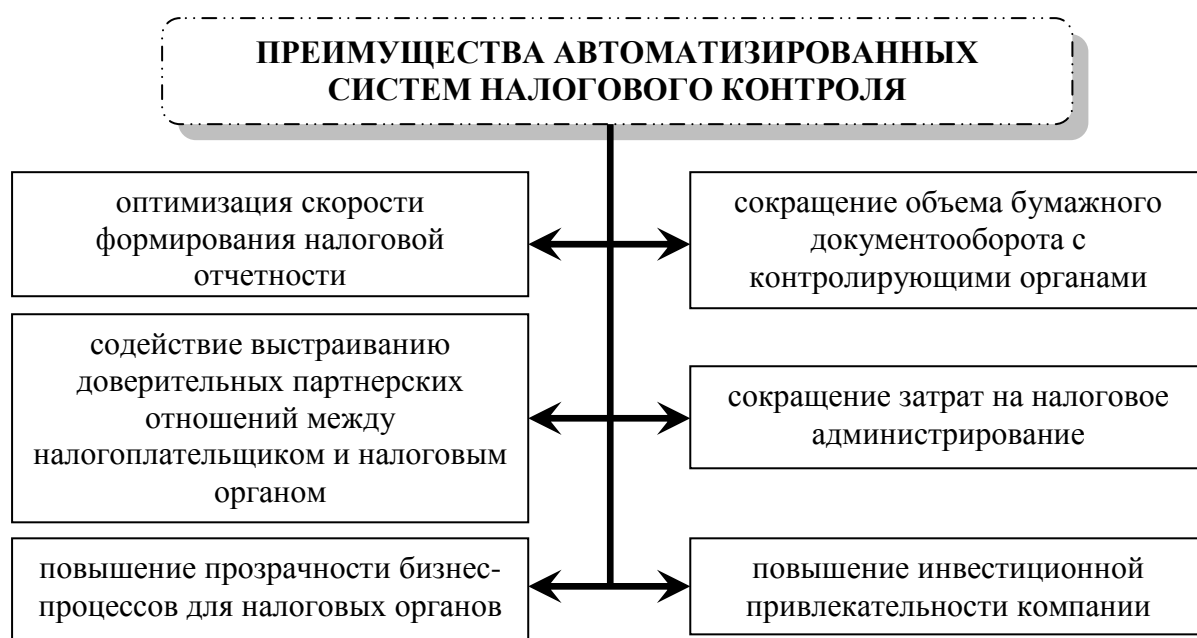 ПРЕИМУЩЕСТВА АВТОМАТИЗИРОВАННЫХ
СИСТЕМ НАЛОГОВОГО КОНТРОЛЯ
оптимизация скорости
формирования налоговой
отчетности
сокращение объема бумажного
документооборота с
контролирующими органами
содействие выстраиванию
доверительных партнерских
отношений между
налогоплательщиком и налоговым
органом
сокращение затрат на налоговое
администрирование
повышение прозрачности бизнес-
процессов для налоговых органов
повышение инвестиционной
привлекательности компании